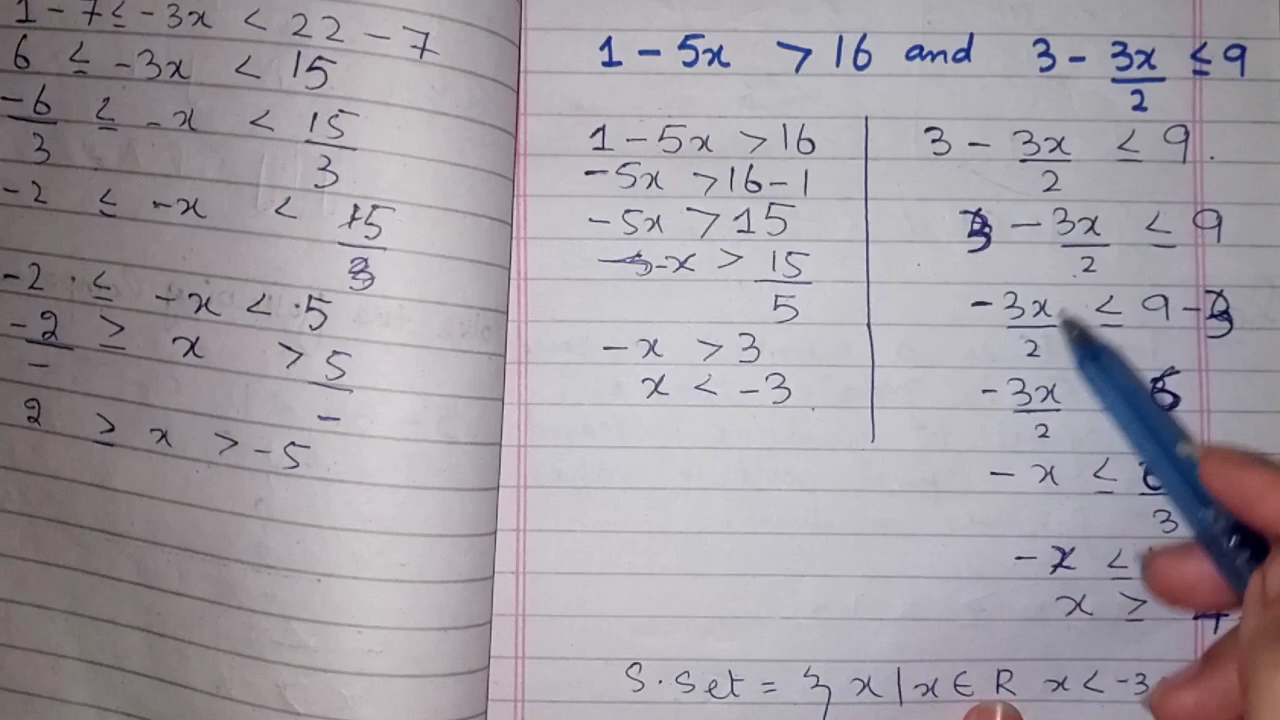 1 - 7 ≤ -3x < 22 - 7
6 ≤ -3x < 15
-6/3 ≤ -x < 15/3
-2 ≤ -x < 15/3
-2 ≤ -x < 5
-2/- ≥ x > 5/-
2 ≥ x > -5
1 - 5x > 16 and 3 - 3x/2 ≤ 9
1 - 5x > 16
-5x > 16 - 1
-5x > 15
-x > 15/5
-x > 3
x < -3
3 - 3x/2 ≤ 9.
3 - 3x/2 ≤ 9
-3x/2 ≤ 9 - 3
-3x/2 6
-x ≤ 3
-x ≤
x ≥ 4
S.Set = { x | x ∈ R x < -3